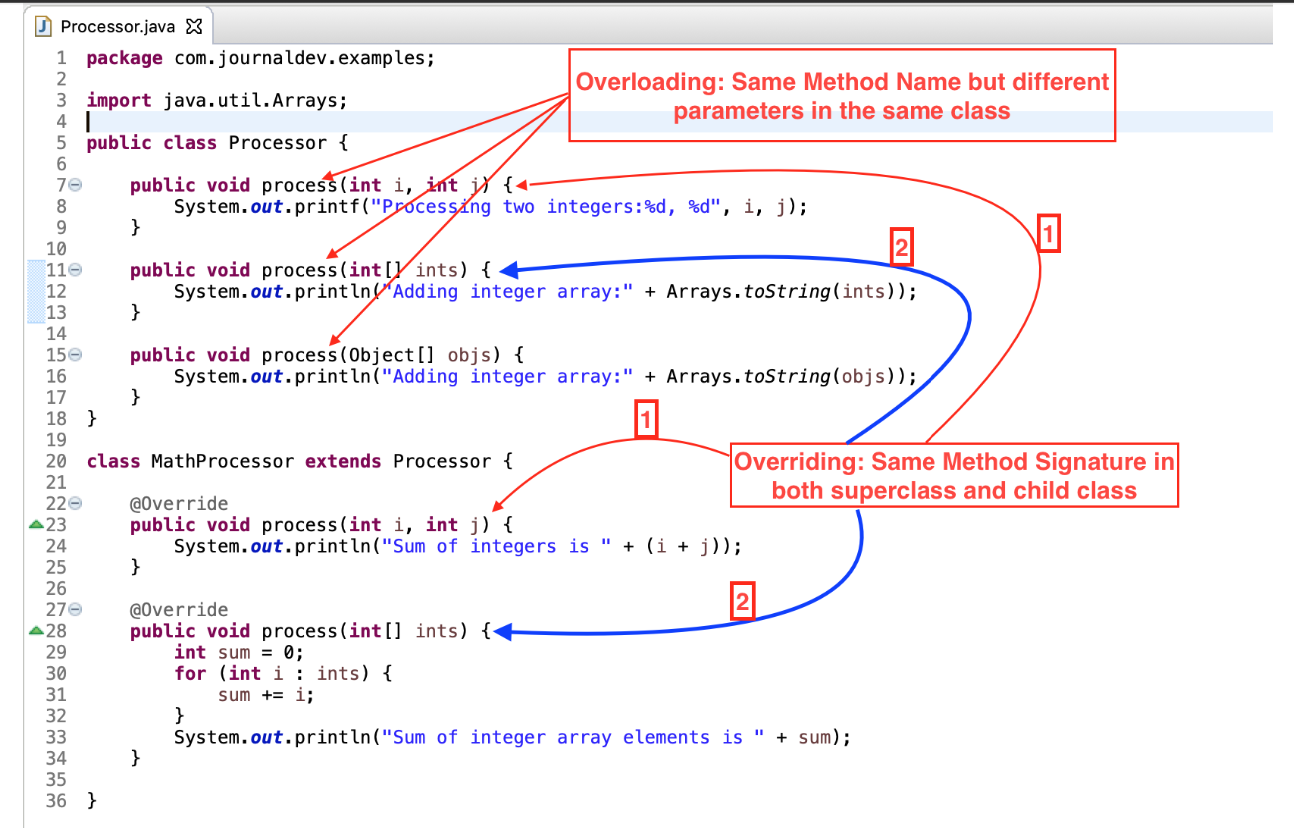 Processor.java
Overloading: Same Method Name but different
parameters in the same class
1 package com.journaldev.examples;
2
3 import java.util.Arrays;
4
5 public class Processor {
6
7 public void process(int i, int j) {
8 System.out.printf("Processing two integers:%d, %d", i, j);
9 }
10
11 public void process(int[] ints) {
12 System.out.println("Adding integer array:" + Arrays.toString(ints));
13 }
14
15 public void process(Object[] objs) {
16 System.out.println("Adding integer array:" + Arrays.toString(objs));
17 }
18 }
19
20 class MathProcessor extends Processor {
21
22 @Override
23 public void process(int i, int j) {
24 System.out.println("Sum of integers is " + (i + j));
25 }
26
27 @Override
28 public void process(int[] ints) {
29 int sum = 0;
30 for (int i : ints) {
31 sum += i;
32 }
33 System.out.println("Sum of integer array elements is " + sum);
34 }
35
36 }
1
2
1
Overriding: Same Method Signature in
both superclass and child class
2